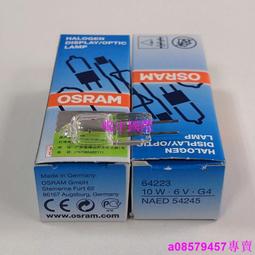 HALOGEN
DISPLAY/OPTIC
LAMP
OSRAM
Made in Germany
OSRAM GmbH
Steinerne Furt 62
86167 Augsburg, Germany
www.osram.com
OSRAM
HALOGEN
DISPLAY/OPTIC
LAMP
64223
10 W · 6 V · G4
NAED 54245
a08579457專賣